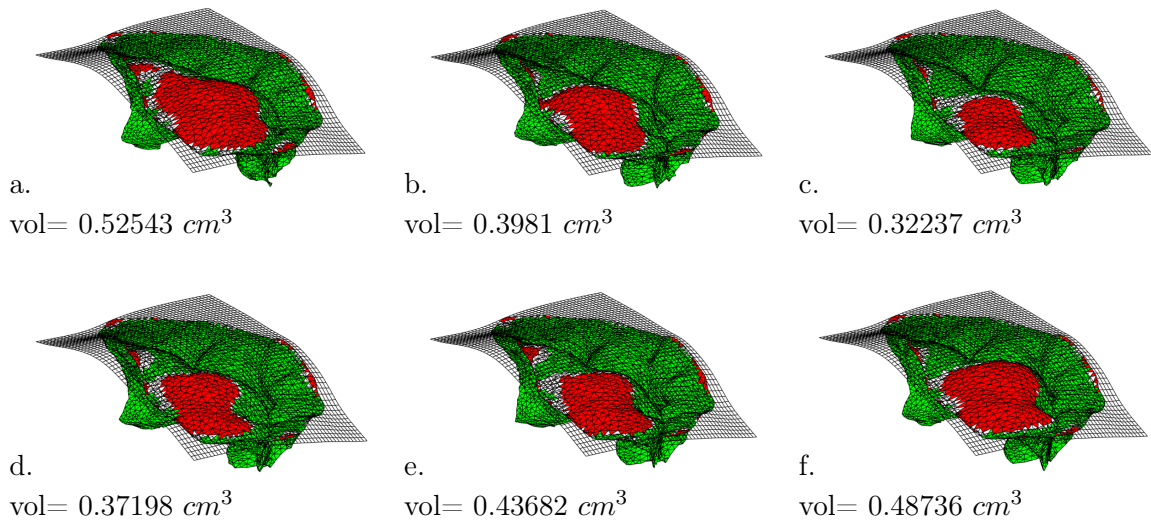 a.
vol= 0.52543 cm³
b.
vol= 0.3981 cm³
c.
vol= 0.32237 cm³
d.
vol= 0.37198 cm³
e.
vol= 0.43682 cm³
f.
vol= 0.48736 cm³